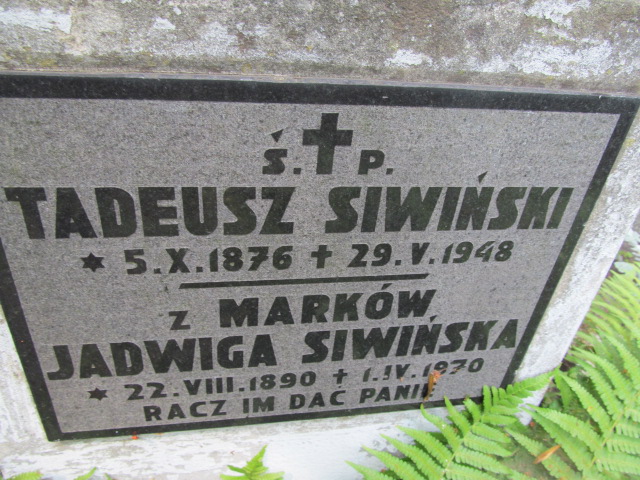 Ś. P.
TADEUSZ SIWIŃSKI
* 5.X.1876 ✝ 29.V.1948
Z MARKÓW
JADWIGA SIWIŃSKA
* 22.VIII.1890 ✝ 1.IV.1970
RACZ IM DAĆ PANIE